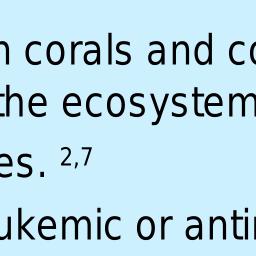 n corals and co
the ecosystem
es. 2,7
ukemic or antin